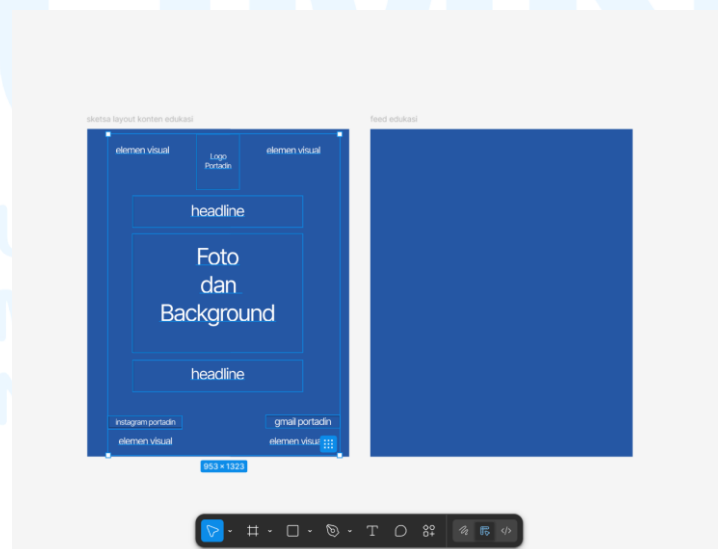 sketsa layout konten edukasi
feed edukasi
elemen visual
Logo
Portadin
elemen visual
headline
Foto
dan
Background
headline
instagram portadin
gmail portadin
elemen visual
elemen visua
953 × 1323